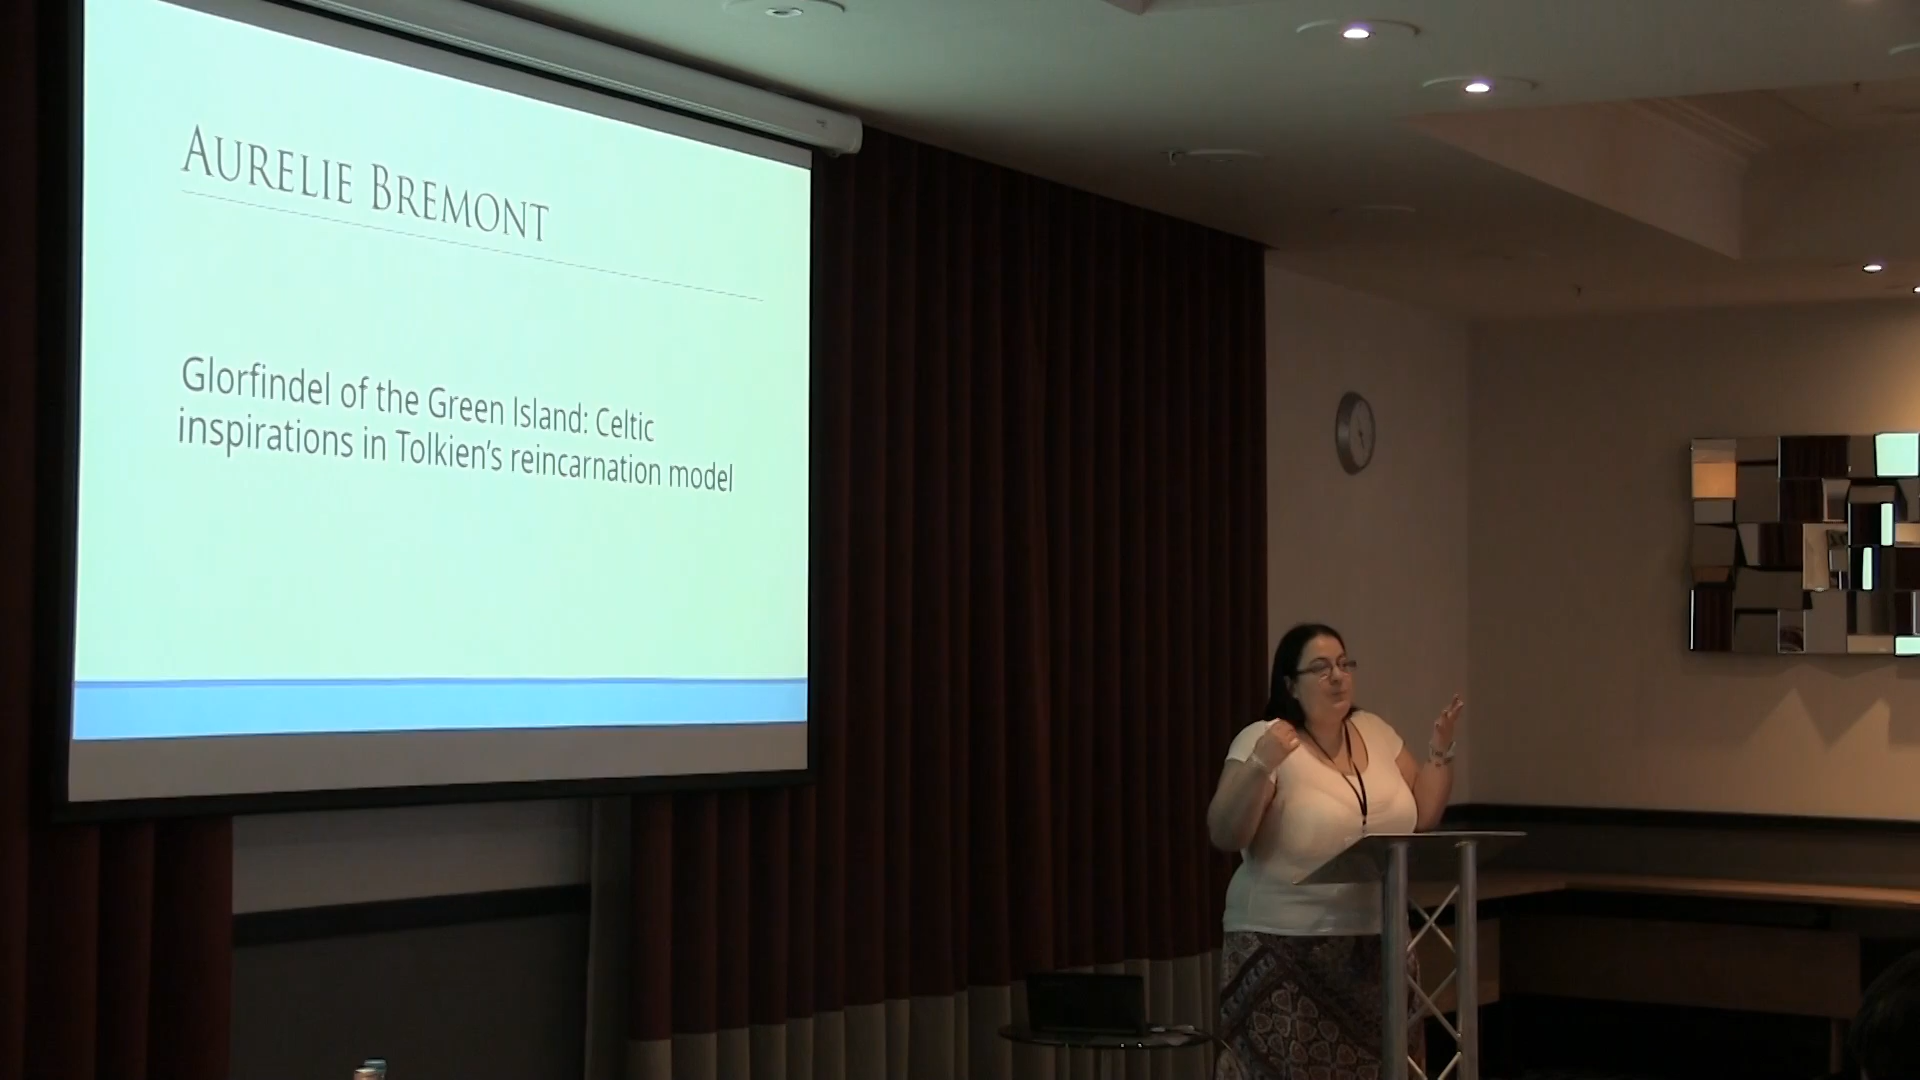 AURELIE BREMONT
Glorfindel of the Green Island: Celtic
inspirations in Tolkien's reincarnation model